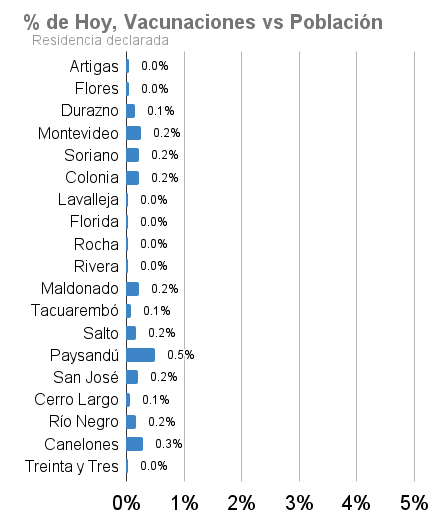 % de Hoy, Vacunaciones vs Población
Residencia declarada
Artigas 0.0%
Flores 0.0%
Durazno 0.1%
Montevideo 0.2%
Soriano 0.2%
Colonia 0.2%
Lavalleja 0.0%
Florida 0.0%
Rocha 0.0%
Rivera 0.0%
Maldonado 0.2%
Tacuarembó 0.1%
Salto 0.2%
Paysandú 0.5%
San José 0.2%
Cerro Largo 0.1%
Río Negro 0.2%
Canelones 0.3%
Treinta y Tres 0.0%
0% 1% 2% 3% 4% 5%